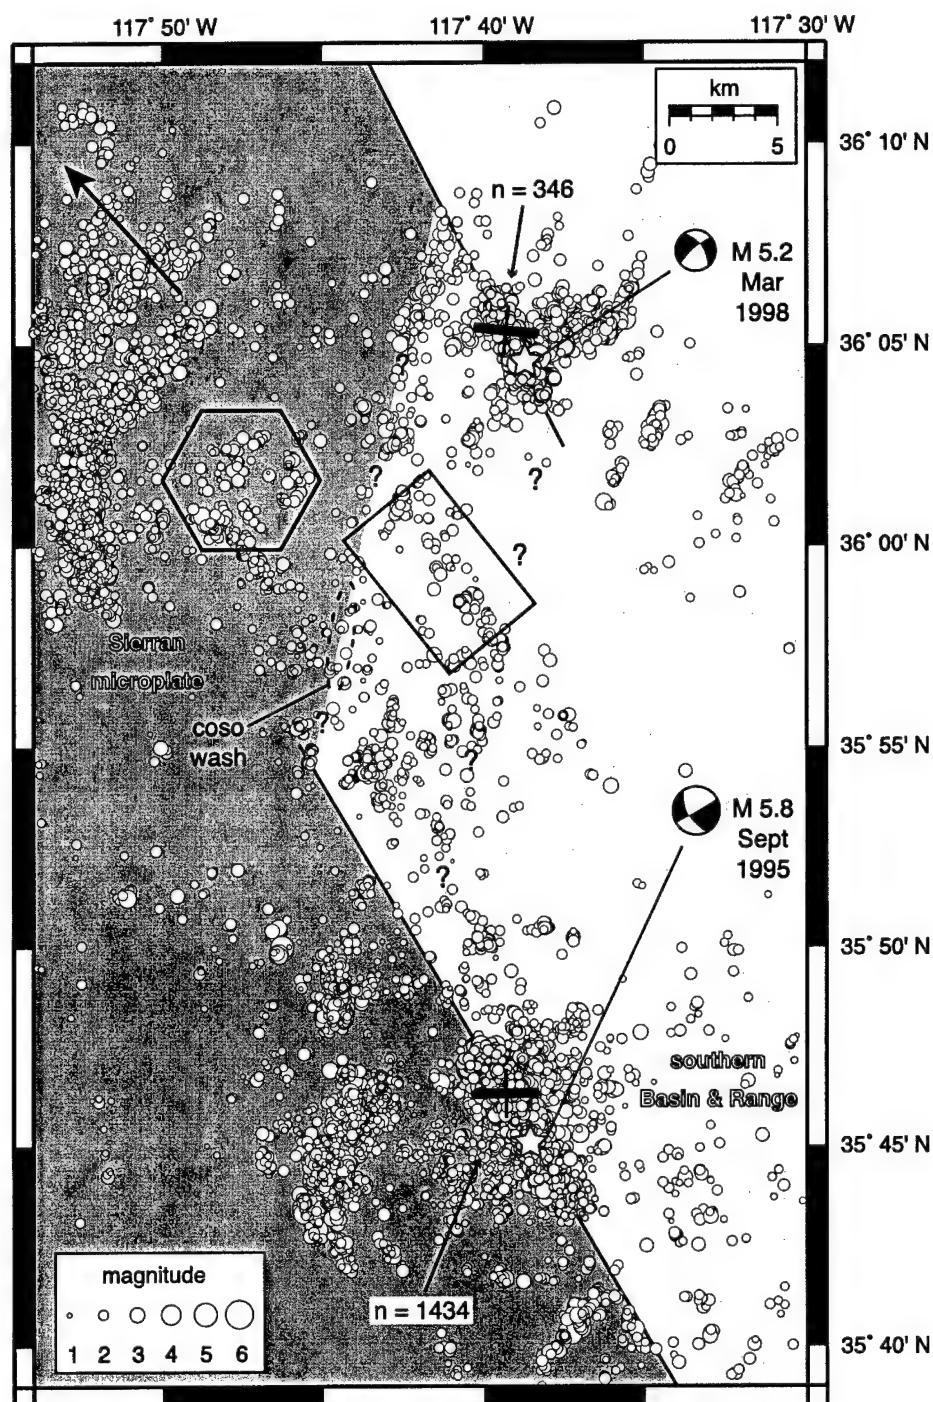 117° 50' W
117° 40' W
117° 30' W
km
0 5
36° 10' N
n = 346
M 5.2
Mar
1998
36° 05' N
?
?
?
36° 00' N
Sierran
microplate
coso
wash
?
35° 55' N
?
M 5.8
Sept
1995
?
35° 50' N
southern
Basin & Range
35° 45' N
magnitude
1 2 3 4 5 6
n = 1434
35° 40' N